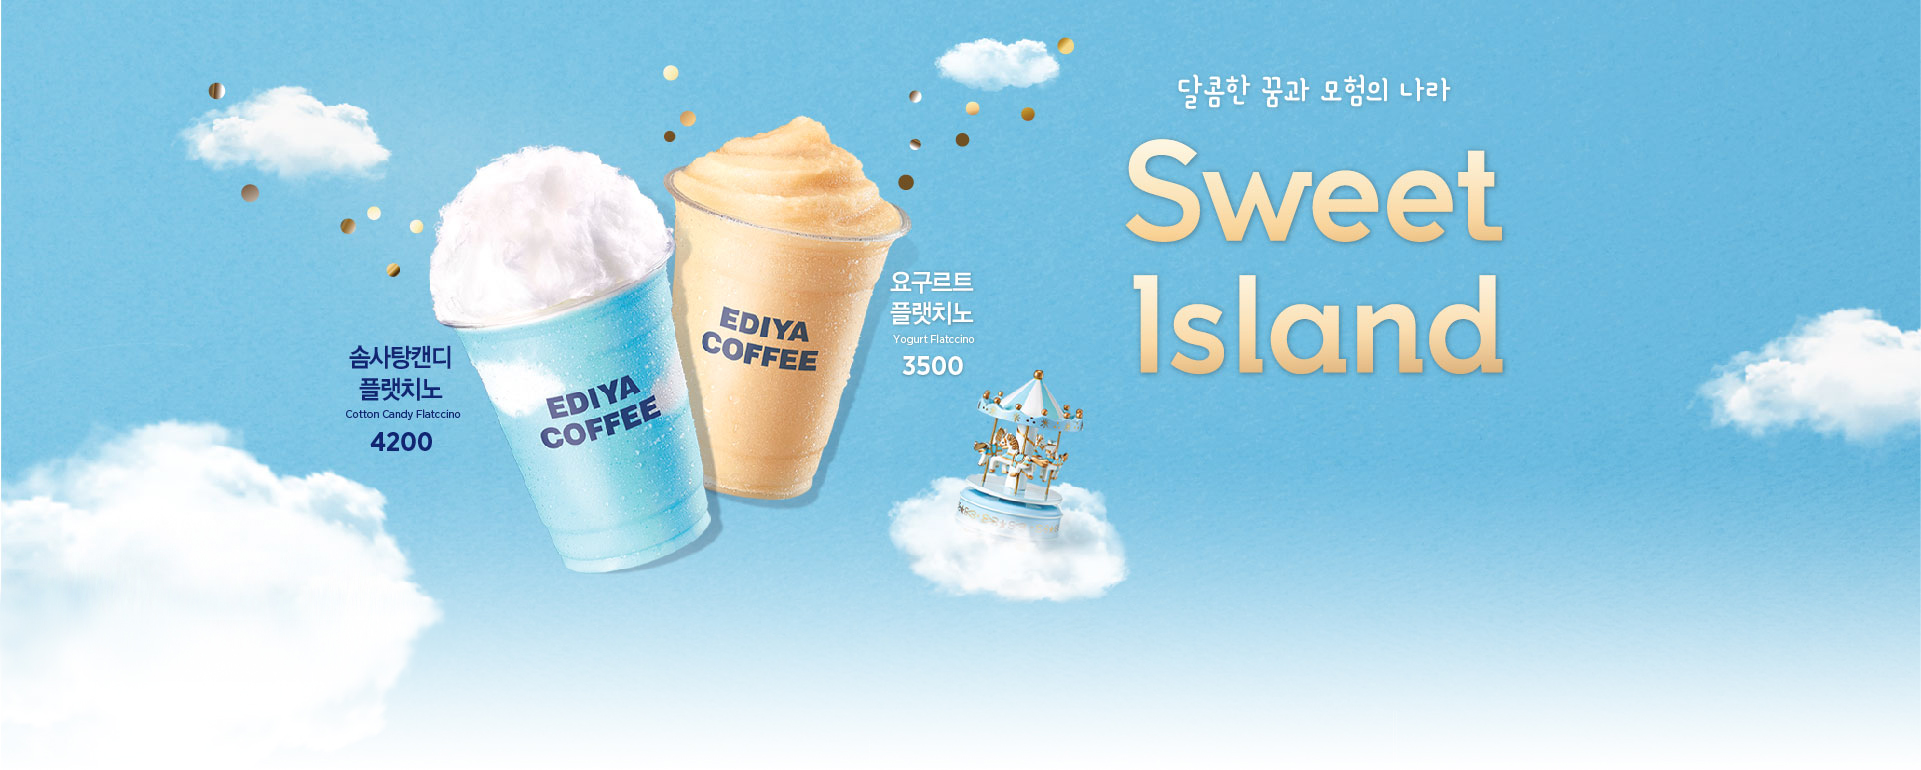 달콤한 꿈과 모험의 나라
Sweet
Island
솜사탕캔디
플랫치노
Cotton Candy Flatccino
4200
EDIYA
COFFEE
EDIYA
COFFEE
요구르트
플랫치노
Yogurt Flatccino
3500